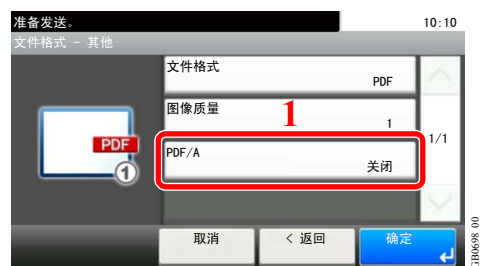 准备发送。 10:10
文件格式 - 其他
文件格式
PDF
图像质量
1
1
PDF/A
关闭
1/1
PDF
1
取消 < 返回 确定
GB0698_00